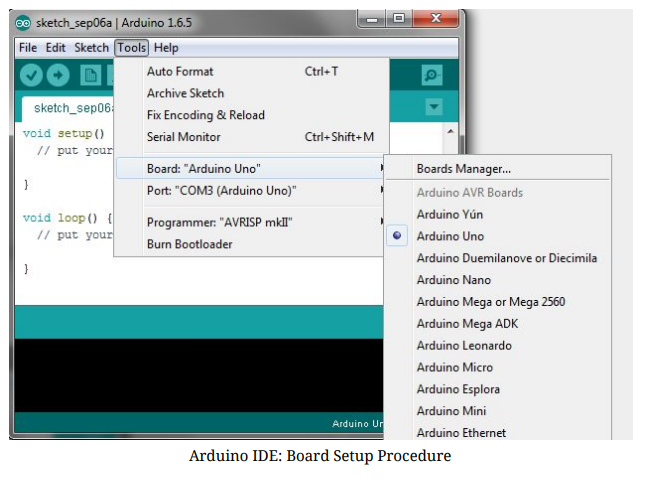 sketch_sep06a | Arduino 1.6.5
File Edit Sketch Tools Help
Auto Format Ctrl+T
Archive Sketch
Fix Encoding & Reload
Serial Monitor Ctrl+Shift+M
Board: "Arduino Uno"
Port: "COM3 (Arduino Uno)"
Programmer: "AVRISP mkII"
Burn Bootloader
sketch_sep06a
void setup()
// put your
}
void loop() {
// put your
}
Boards Manager...
Arduino AVR Boards
Arduino Yún
Arduino Uno
Arduino Duemilanove or Diecimila
Arduino Nano
Arduino Mega or Mega 2560
Arduino Mega ADK
Arduino Leonardo
Arduino Micro
Arduino Esplora
Arduino Mini
Arduino Ethernet
Arduino Un
Arduino IDE: Board Setup Procedure